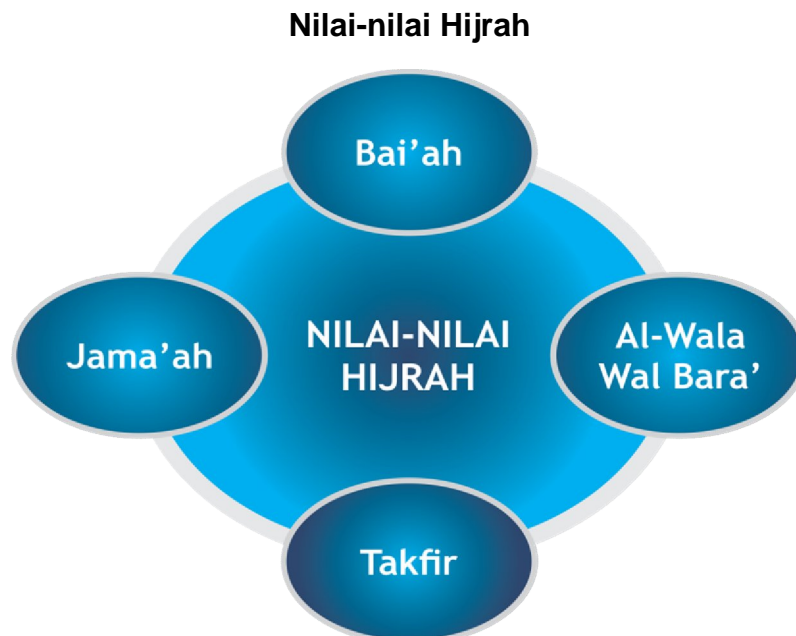 Nilai-nilai Hijrah
Bai’ah
Jama’ah
NILAI-NILAI
HIJRAH
Al-Wala
Wal Bara’
Takfir